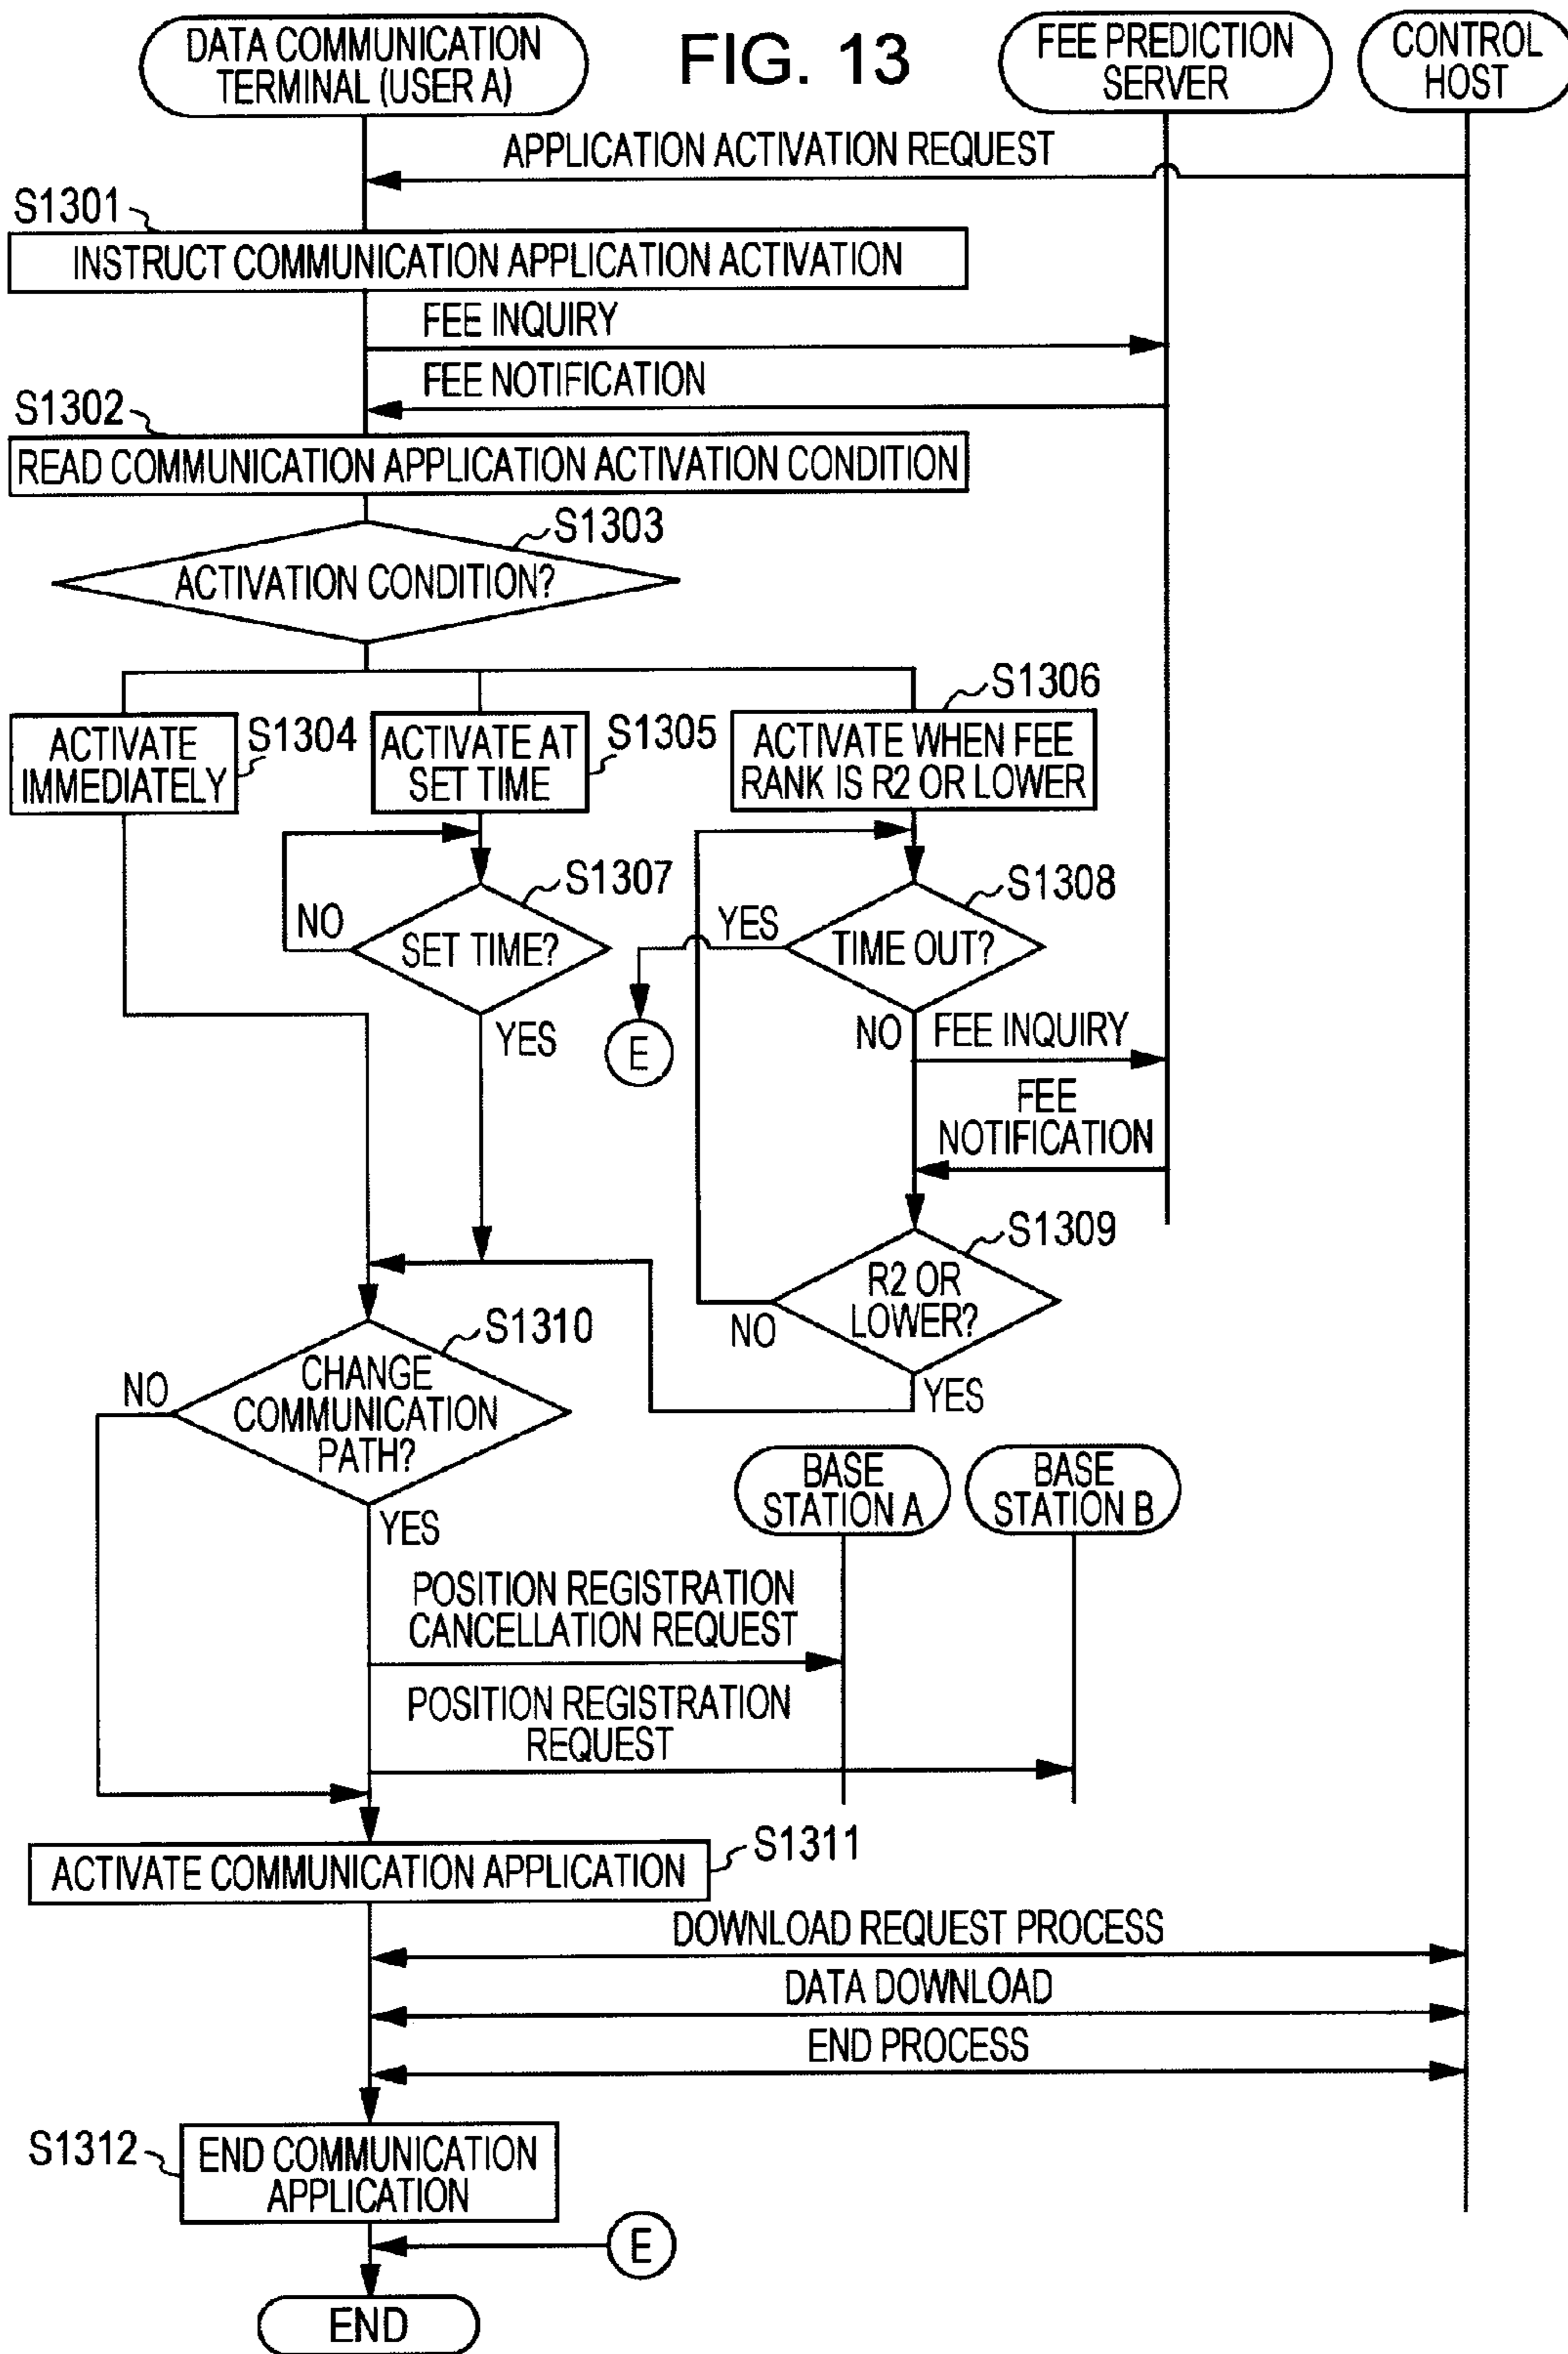 DATA COMMUNICATION
TERMINAL (USER A)
FIG. 13
FEE PREDICTION
SERVER
CONTROL
HOST
APPLICATION ACTIVATION REQUEST
S1301
INSTRUCT COMMUNICATION APPLICATION ACTIVATION
FEE INQUIRY
FEE NOTIFICATION
S1302
READ COMMUNICATION APPLICATION ACTIVATION CONDITION
S1303
ACTIVATION CONDITION?
ACTIVATE
IMMEDIATELY
S1304
ACTIVATE AT
SET TIME
S1305
S1306
ACTIVATE WHEN FEE
RANK IS R2 OR LOWER
S1307
SET TIME?
NO
YES
S1308
TIME OUT?
YES
E
NO
FEE INQUIRY
FEE
NOTIFICATION
S1309
R2 OR
LOWER?
NO
YES
S1310
CHANGE
COMMUNICATION
PATH?
NO
YES
BASE
STATION A
BASE
STATION B
POSITION REGISTRATION
CANCELLATION REQUEST
POSITION REGISTRATION
REQUEST
S1311
ACTIVATE COMMUNICATION APPLICATION
DOWNLOAD REQUEST PROCESS
DATA DOWNLOAD
END PROCESS
S1312
END COMMUNICATION
APPLICATION
E
END